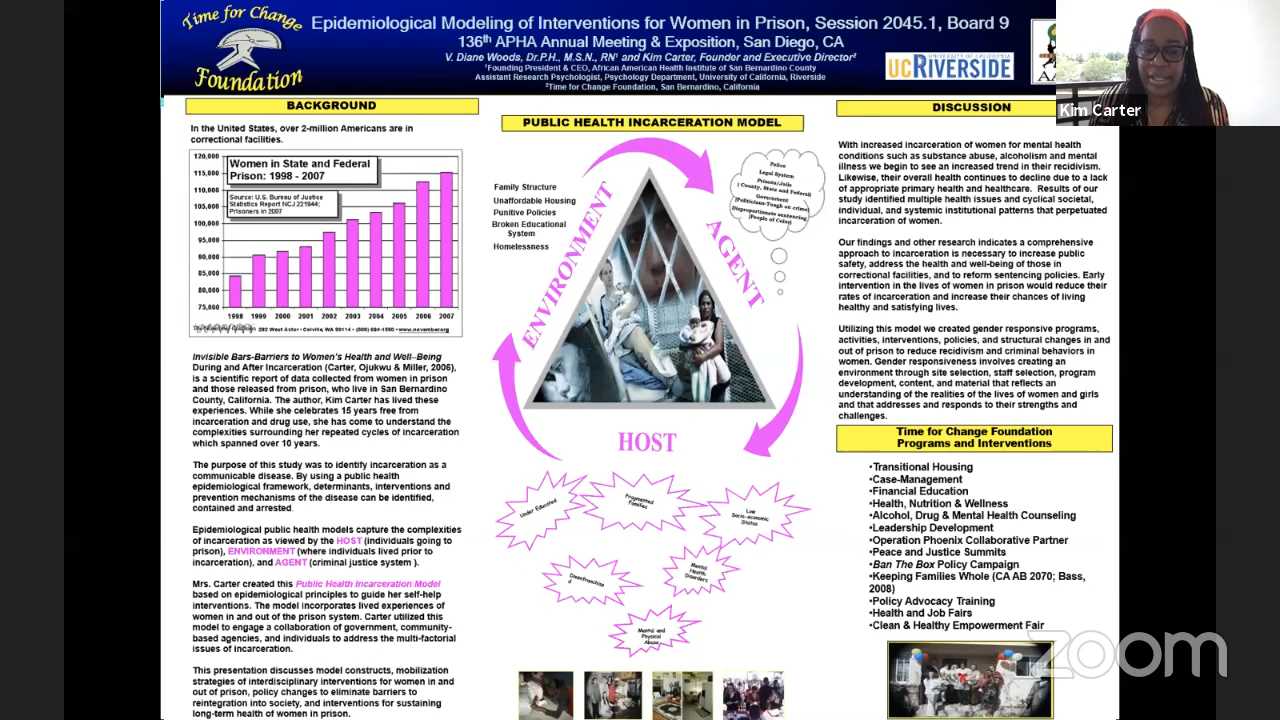 Time for Change
Foundation
Epidemiological Modeling of Interventions for Women in Prison, Session 2045.1, Board 9
136th APHA Annual Meeting & Exposition, San Diego, CA
V. Diane Woods, Dr.P.H., M.S.N., RN¹ and Kim Carter, Founder and Executive Director²
¹Founding President & CEO, African American Health Institute of San Bernardino County
Assistant Research Psychologist, Psychology Department, University of California, Riverside
²Time for Change Foundation, San Bernardino, California
UNIVERSITY OF CALIFORNIA
UCRIVERSIDE
Kim Carter
BACKGROUND
In the United States, over 2-million Americans are in
correctional facilities.
Women in State and Federal
Prison: 1998 - 2007
Source: U.S. Bureau of Justice
Statistics Report NCJ 221944;
Prisoners in 2007
120,000
115,000
110,000
105,000
100,000
95,000
90,000
85,000
80,000
75,000
1998 1999 2000 2001 2002 2003 2004 2005 2006 2007
282 West Astor • Colville, WA 99114 • (509) 684-1550 • www.november.org
Invisible Bars-Barriers to Women's Health and Well–Being
During and After Incarceration (Carter, Ojukwu & Miller, 2006),
is a scientific report of data collected from women in prison
and those released from prison, who live in San Bernardino
County, California. The author, Kim Carter has lived these
experiences. While she celebrates 15 years free from
incarceration and drug use, she has come to understand the
complexities surrounding her repeated cycles of incarceration
which spanned over 10 years.
The purpose of this study was to identify incarceration as a
communicable disease. By using a public health
epidemiological framework, determinants, interventions and
prevention mechanisms of the disease can be identified,
contained and arrested.
Epidemiological public health models capture the complexities
of incarceration as viewed by the HOST (individuals going to
prison), ENVIRONMENT (where individuals lived prior to
incarceration), and AGENT (criminal justice system ).
Mrs. Carter created this Public Health Incarceration Model
based on epidemiological principles to guide her self-help
interventions. The model incorporates lived experiences of
women in and out of the prison system. Carter utilized this
model to engage a collaboration of government, community-
based agencies, and individuals to address the multi-factorial
issues of incarceration.
This presentation discusses model constructs, mobilization
strategies of interdisciplinary interventions for women in and
out of prison, policy changes to eliminate barriers to
reintegration into society, and interventions for sustaining
long-term health of women in prison.
PUBLIC HEALTH INCARCERATION MODEL
Family Structure
Unaffordable Housing
Punitive Policies
Broken Educational
System
Homelessness
ENVIRONMENT
AGENT
HOST
Police
Legal System
Prisons/Jails
( County, State and Federal)
Government
(Politicians-Tough on crime)
Disproportionate sentencing
(People of Color)
Under Educated
Fragmented
Families
Low
Socio-economic
Status
Disenfranchise
d
Mental
Health
Disorders
Mental and
Physical
Abuse
DISCUSSION
With increased incarceration of women for mental health
conditions such as substance abuse, alcoholism and mental
illness we begin to see an increased trend in their recidivism.
Likewise, their overall health continues to decline due to a lack
of appropriate primary health and healthcare. Results of our
study identified multiple health issues and cyclical societal,
individual, and systemic institutional patterns that perpetuated
incarceration of women.
Our findings and other research indicates a comprehensive
approach to incarceration is necessary to increase public
safety, address the health and well-being of those in
correctional facilities, and to reform sentencing policies. Early
intervention in the lives of women in prison would reduce their
rates of incarceration and increase their chances of living
healthy and satisfying lives.
Utilizing this model we created gender responsive programs,
activities, interventions, policies, and structural changes in and
out of prison to reduce recidivism and criminal behaviors in
women. Gender responsiveness involves creating an
environment through site selection, staff selection, program
development, content, and material that reflects an
understanding of the realities of the lives of women and girls
and that addresses and responds to their strengths and
challenges.
Time for Change Foundation
Programs and Interventions
•Transitional Housing
•Case-Management
•Financial Education
•Health, Nutrition & Wellness
•Alcohol, Drug & Mental Health Counseling
•Leadership Development
•Operation Phoenix Collaborative Partner
•Peace and Justice Summits
•Ban The Box Policy Campaign
•Keeping Families Whole (CA AB 2070; Bass,
2008)
•Policy Advocacy Training
•Health and Job Fairs
•Clean & Healthy Empowerment Fair
zoom